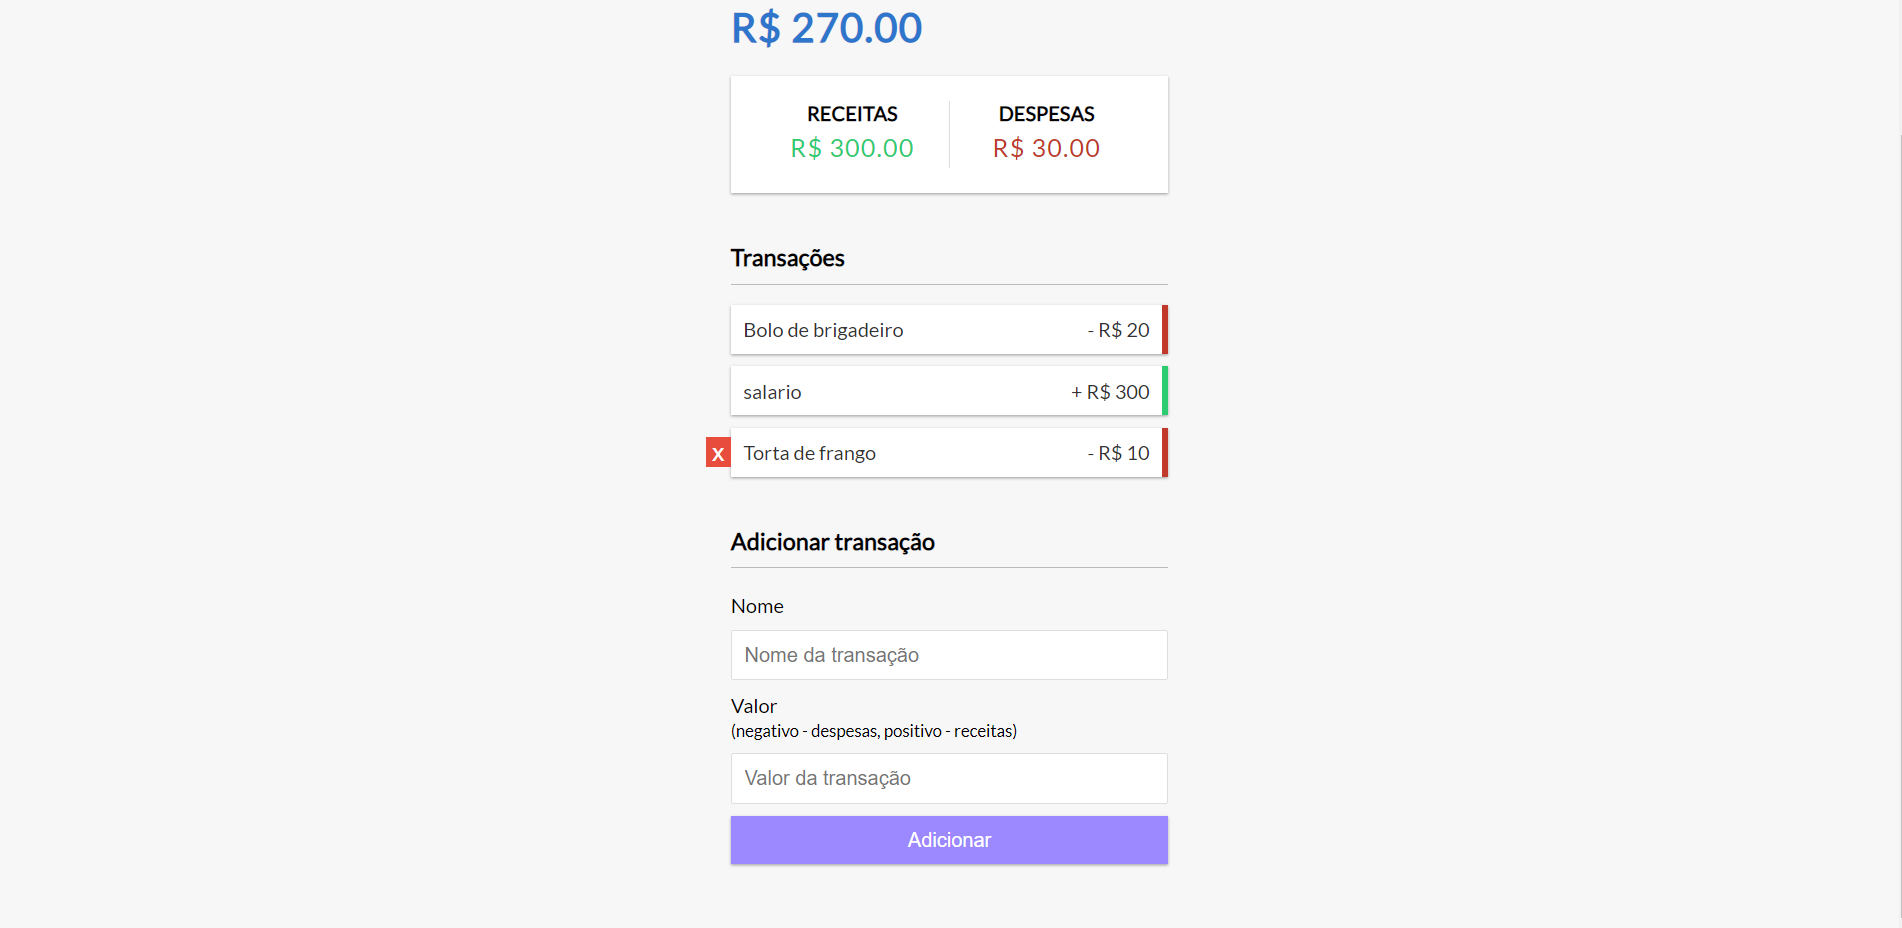 R$ 270.00
RECEITAS
R$ 300.00
DESPESAS
R$ 30.00
Transações
Bolo de brigadeiro - R$ 20
salario + R$ 300
x Torta de frango - R$ 10
Adicionar transação
Nome
Nome da transação
Valor
(negativo - despesas, positivo - receitas)
Valor da transação
Adicionar